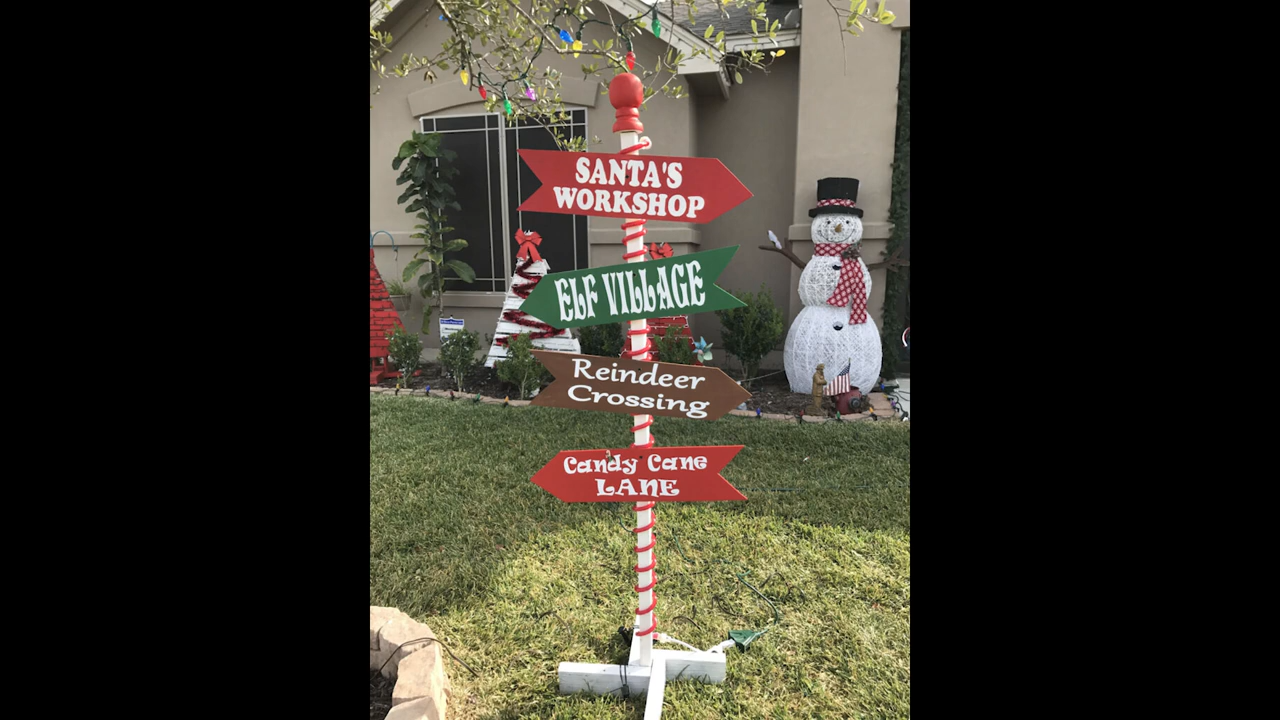 SANTA'S
WORKSHOP
ELF VILLAGE
Reindeer
Crossing
Candy Cane
LANE